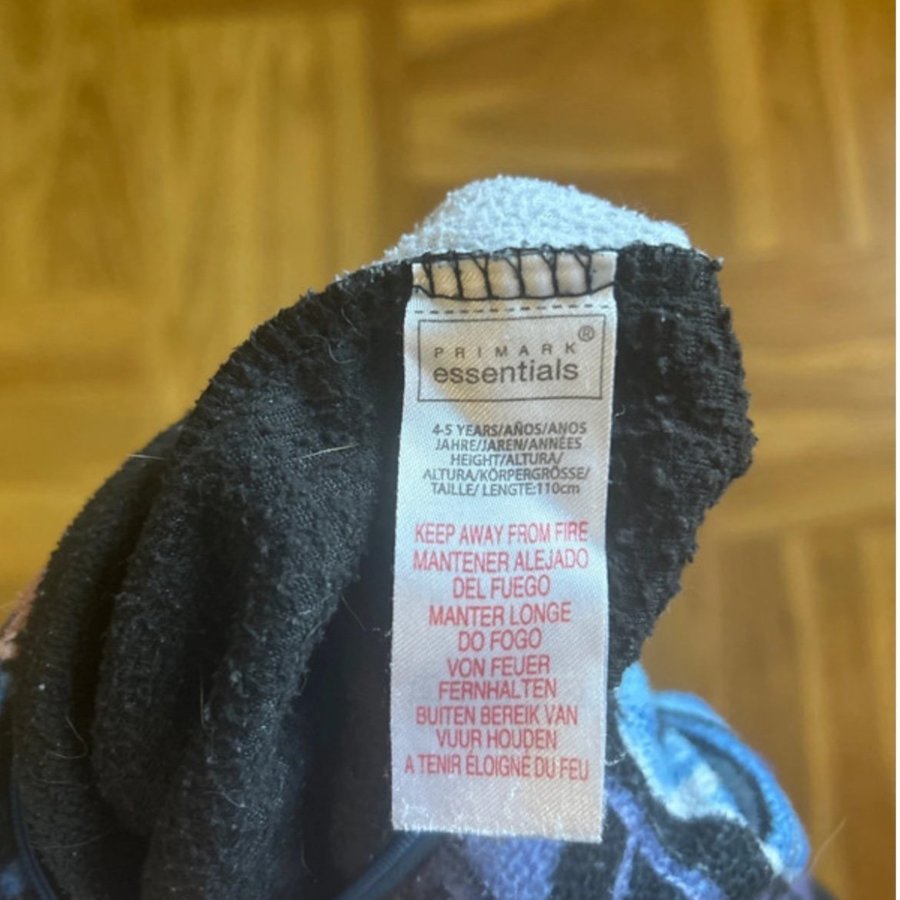 PRIMARK®
essentials
4-5 YEARS/AÑOS/ANOS
JAHRE/JAREN/ANNÉES
HEIGHT/ALTURA/
ALTURA/KÖRPERGRÖSSE/
TAILLE/ LENGTE:110cm
KEEP AWAY FROM FIRE
MANTENER ALEJADO
DEL FUEGO
MANTER LONGE
DO FOGO
VON FEUER
FERNHALTEN
BUITEN BEREIK VAN
VUUR HOUDEN
A TENIR ÉLOIGNÉ DU FEU